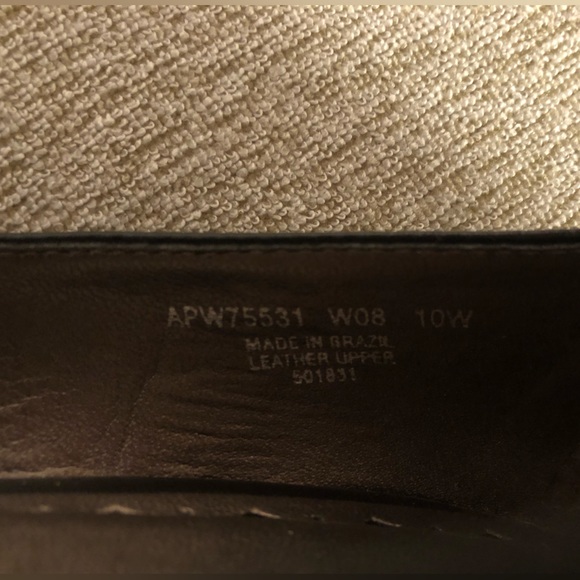 APW75531 W08 10W
MADE IN BRAZIL
LEATHER UPPER
501831